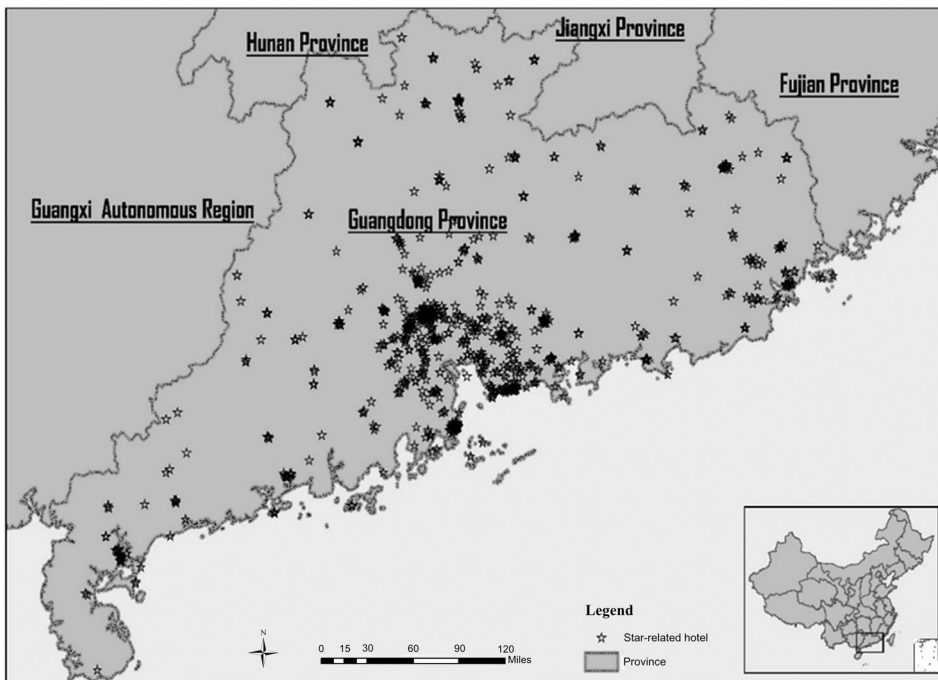 Hunan Province
Jiangxi Province
Fujian Province
Guangxi Autonomous Region
Guangdong Province
Legend
Star-related hotel
Province
N
0 15 30 60 90 120
Miles